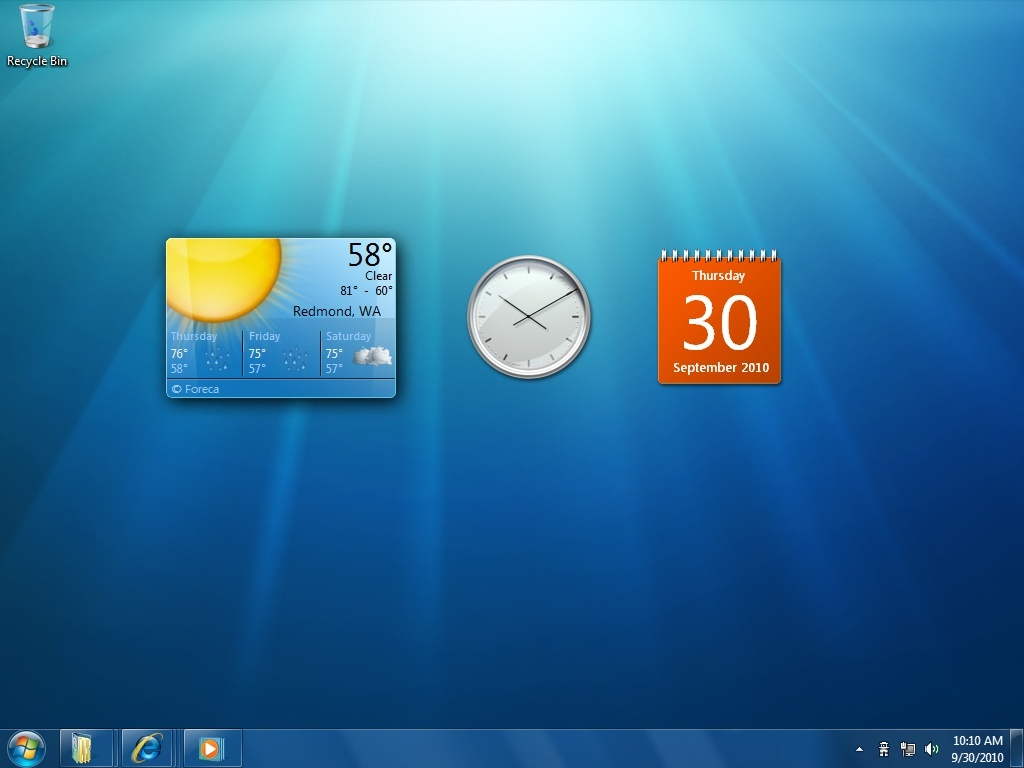 Recycle Bin
58°
Clear
81° - 60°
Redmond, WA
Thursday Friday Saturday
76° 75° 75°
58° 57° 57°
© Foreca
Thursday
30
September 2010
10:10 AM
9/30/2010